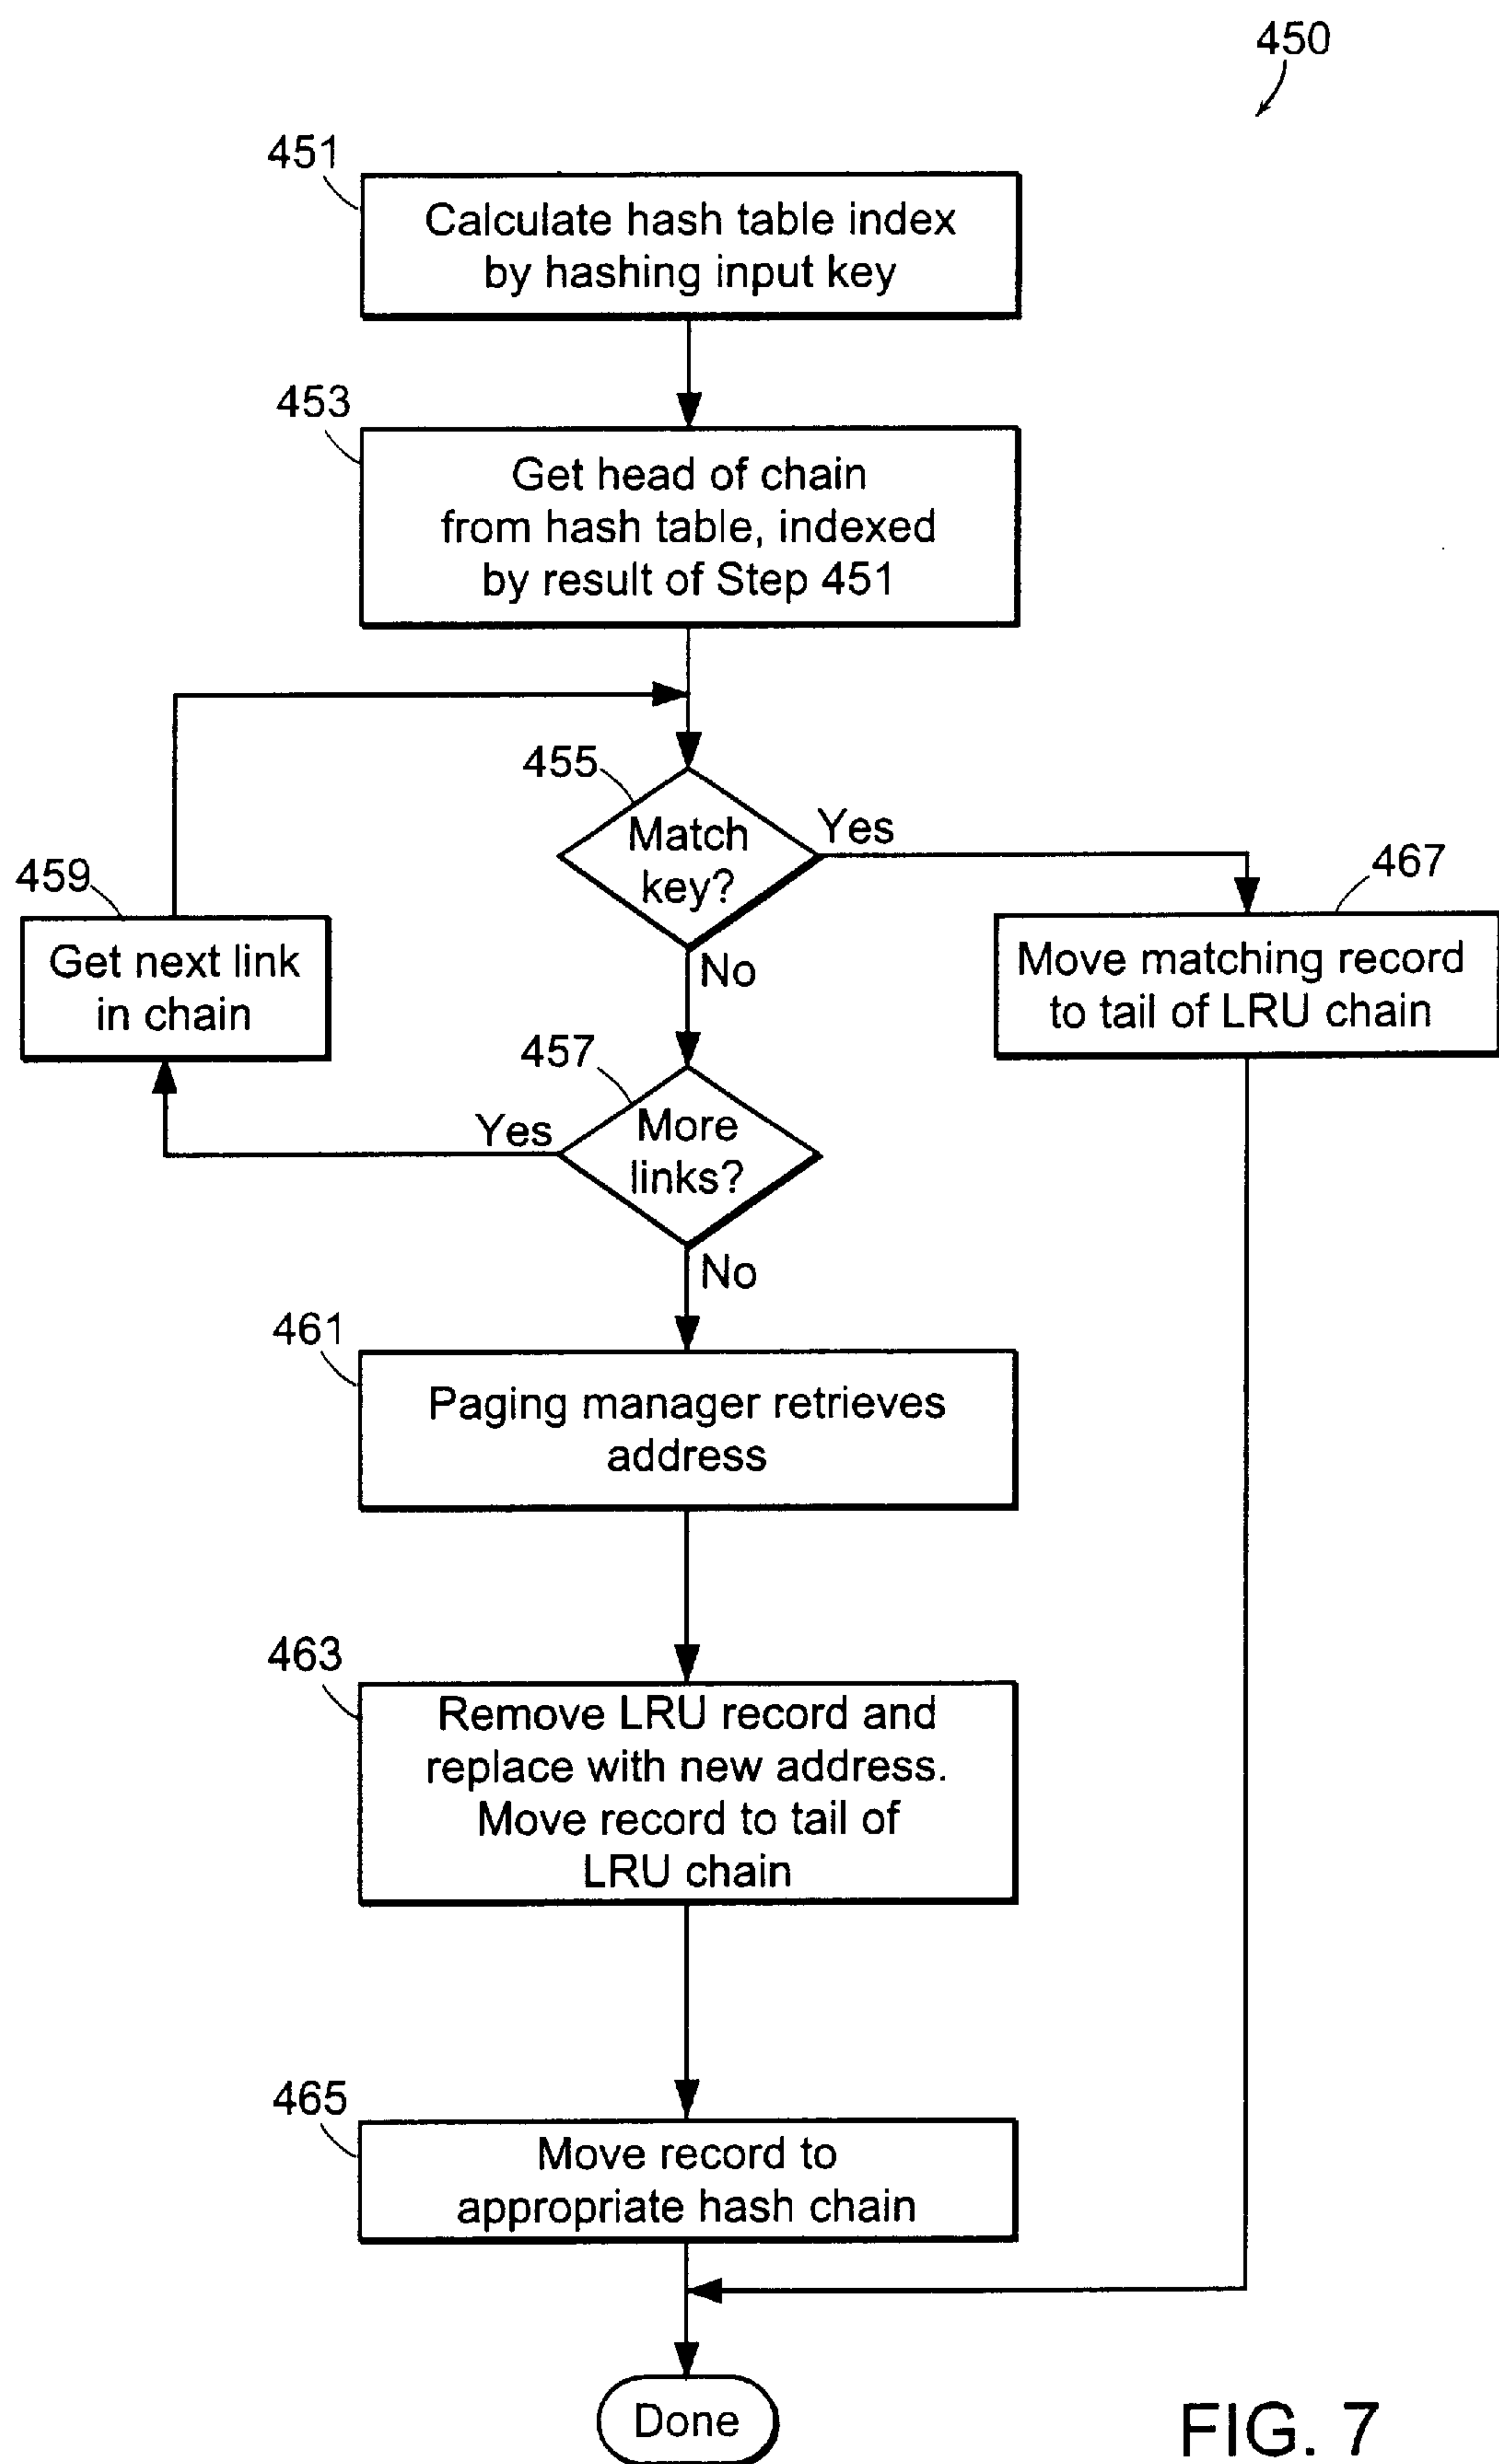 450
451
Calculate hash table index
by hashing input key
453
Get head of chain
from hash table, indexed
by result of Step 451
455
Match
key?
Yes
No
459
Get next link
in chain
467
Move matching record
to tail of LRU chain
457
More
links?
Yes
No
461
Paging manager retrieves
address
463
Remove LRU record and
replace with new address.
Move record to tail of
LRU chain
465
Move record to
appropriate hash chain
Done
FIG. 7